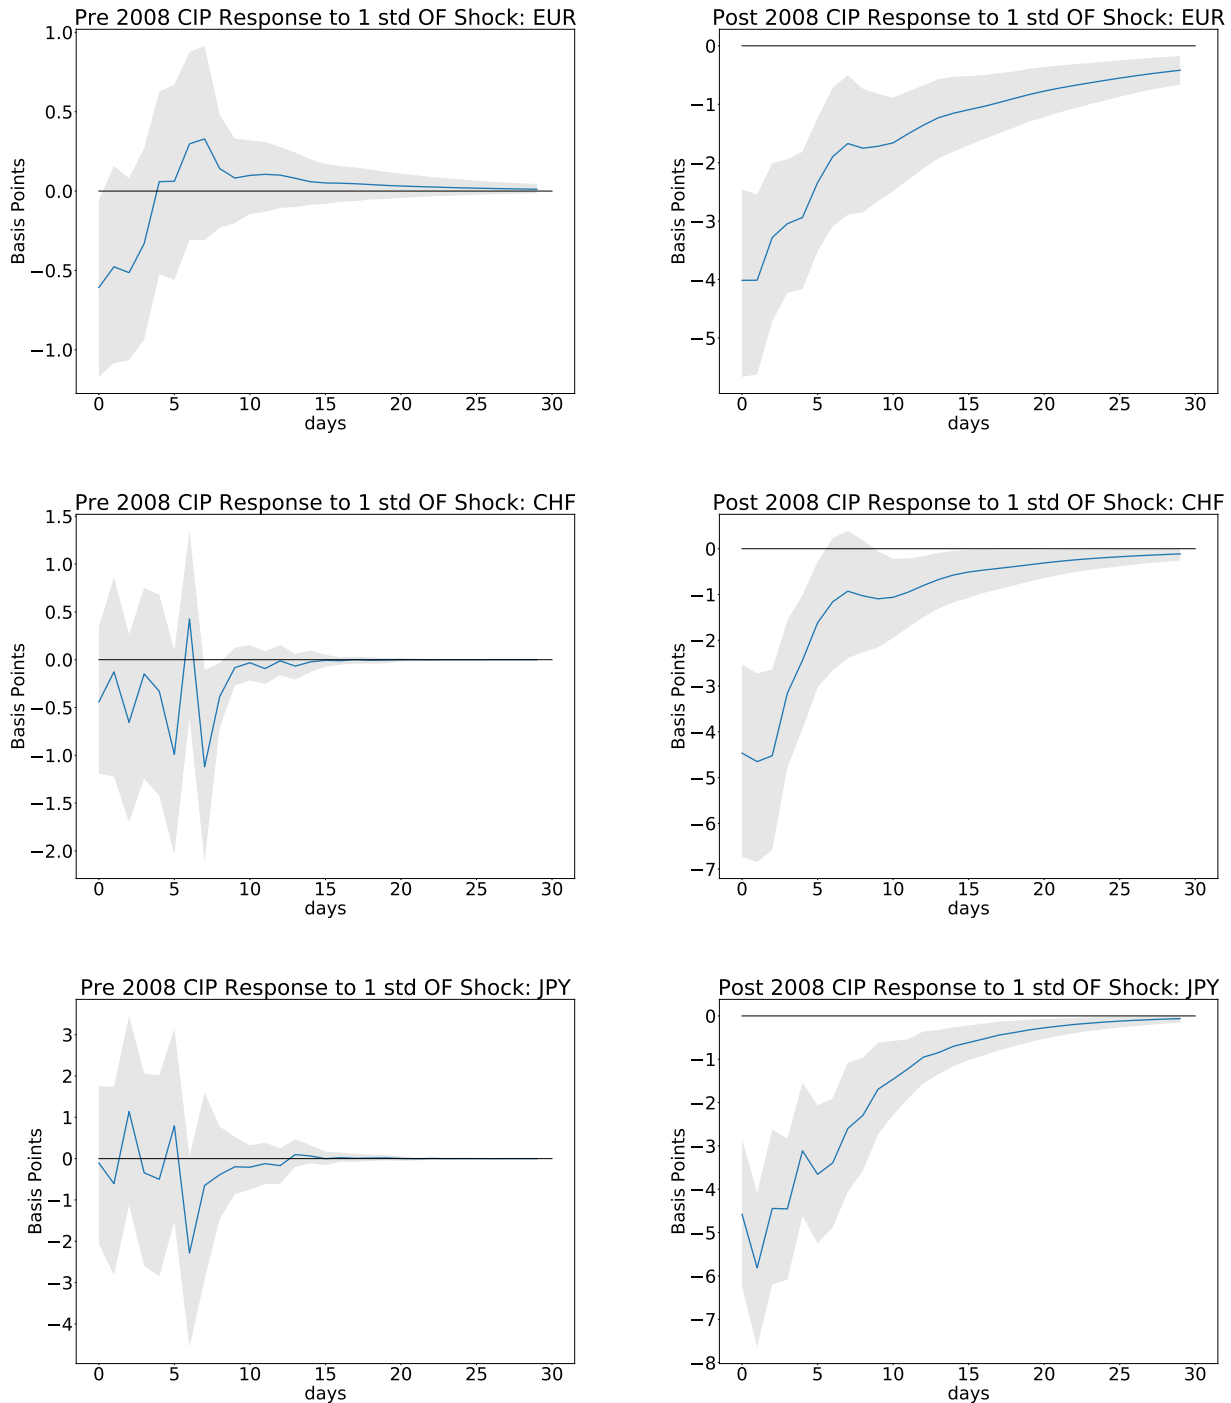 Pre 2008 CIP Response to 1 std OF Shock: EUR
1.0
0.5
0.0
−0.5
−1.0
Basis Points
0 5 10 15 20 25 30
days
Post 2008 CIP Response to 1 std OF Shock: EUR
0
−1
−2
−3
−4
−5
Basis Points
0 5 10 15 20 25 30
days
Pre 2008 CIP Response to 1 std OF Shock: CHF
1.5
1.0
0.5
0.0
−0.5
−1.0
−1.5
−2.0
Basis Points
0 5 10 15 20 25 30
days
Post 2008 CIP Response to 1 std OF Shock: CHF
0
−1
−2
−3
−4
−5
−6
−7
Basis Points
0 5 10 15 20 25 30
days
Pre 2008 CIP Response to 1 std OF Shock: JPY
3
2
1
0
−1
−2
−3
−4
Basis Points
0 5 10 15 20 25 30
days
Post 2008 CIP Response to 1 std OF Shock: JPY
0
−1
−2
−3
−4
−5
−6
−7
−8
Basis Points
0 5 10 15 20 25 30
days